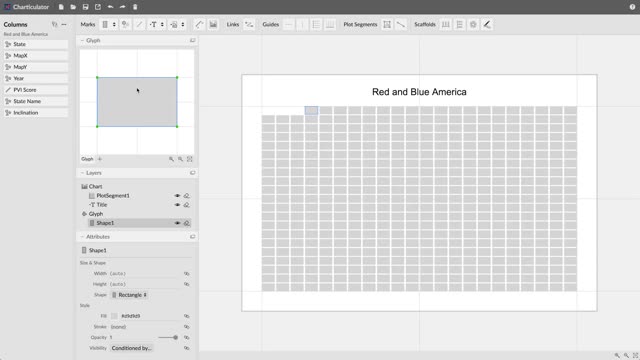 Charticulator
Columns
Red and Blue America
State
MapX
MapY
Year
PVI Score
State Name
Inclination
Marks
Links
Guides
Plot Segments
Scaffolds
Glyph
Glyph
Layers
Chart
PlotSegment1
Title
Glyph
Shape1
Attributes
Shape1
Size & Shape
Width (auto)
Height (auto)
Shape Rectangle
Style
Fill #d3d3d3
Stroke (none)
Opacity 1
Visibility Conditioned by...
Red and Blue America